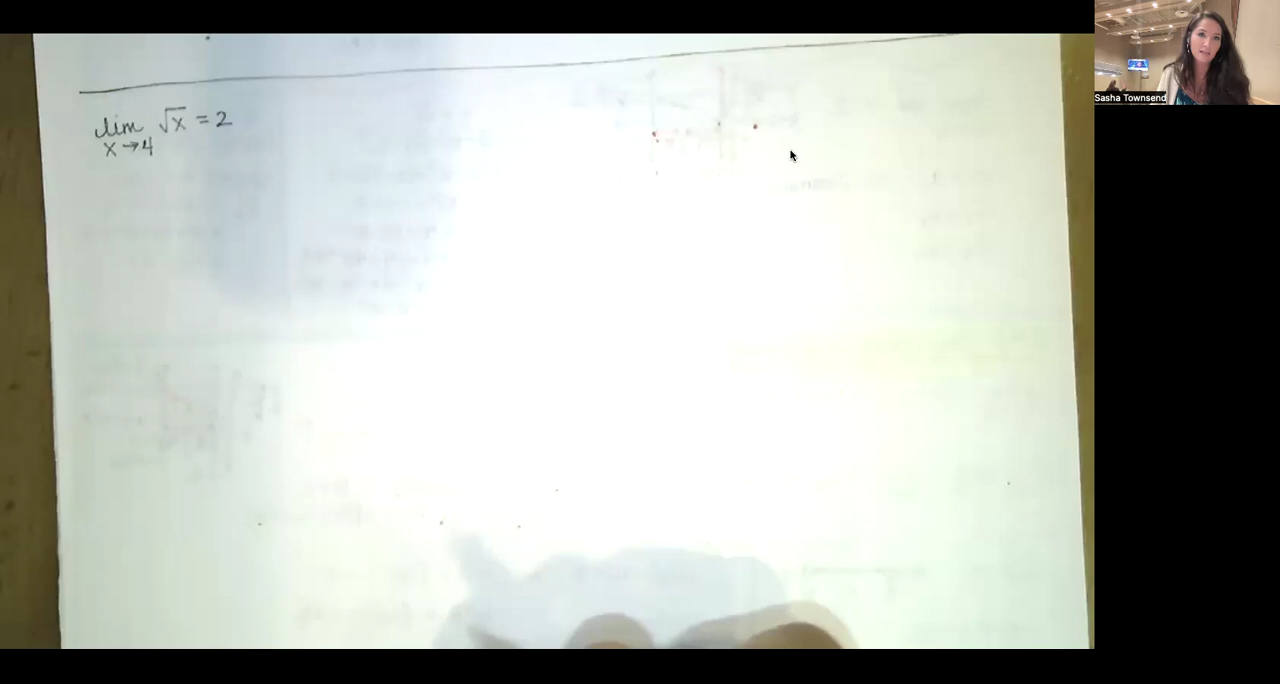 lim √x = 2
x→4
Sasha Townsend